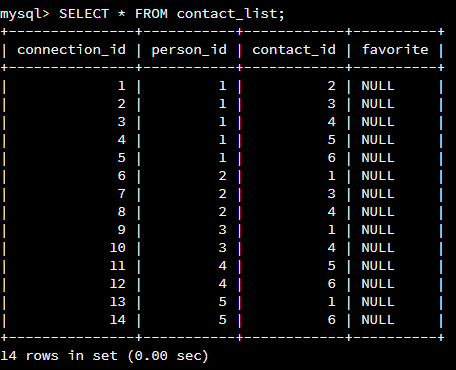 mysql> SELECT * FROM contact_list;
+---------------+-----------+------------+----------+
| connection_id | person_id | contact_id | favorite |
+---------------+-----------+------------+----------+
|             1 |         1 |          2 | NULL     |
|             2 |         1 |          3 | NULL     |
|             3 |         1 |          4 | NULL     |
|             4 |         1 |          5 | NULL     |
|             5 |         1 |          6 | NULL     |
|             6 |         2 |          1 | NULL     |
|             7 |         2 |          3 | NULL     |
|             8 |         2 |          4 | NULL     |
|             9 |         3 |          1 | NULL     |
|            10 |         3 |          4 | NULL     |
|            11 |         4 |          5 | NULL     |
|            12 |         4 |          6 | NULL     |
|            13 |         5 |          1 | NULL     |
|            14 |         5 |          6 | NULL     |
+---------------+-----------+------------+----------+
14 rows in set (0.00 sec)